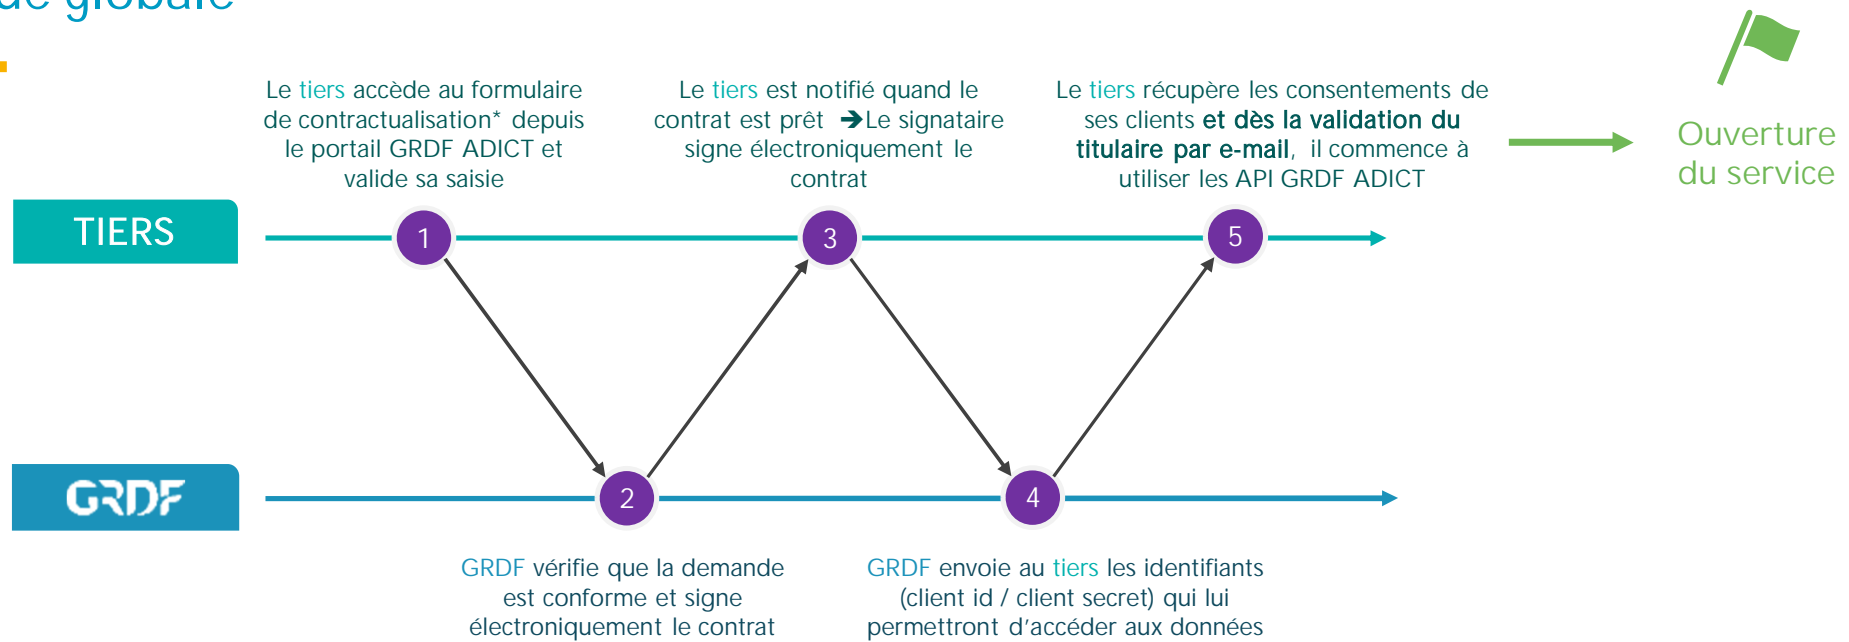 de globale
Le tiers accède au formulaire
de contractualisation* depuis
le portail GRDF ADICT et
valide sa saisie
Le tiers est notifié quand le
contrat est prêt ➔Le signataire
signe électroniquement le
contrat
Le tiers récupère les consentements de
ses clients et dès la validation du
titulaire par e-mail, il commence à
utiliser les API GRDF ADICT
Ouverture
du service
TIERS
1
3
5
GRDF
2
4
GRDF vérifie que la demande
est conforme et signe
électroniquement le contrat
GRDF envoie au tiers les identifiants
(client id / client secret) qui lui
permettront d'accéder aux données